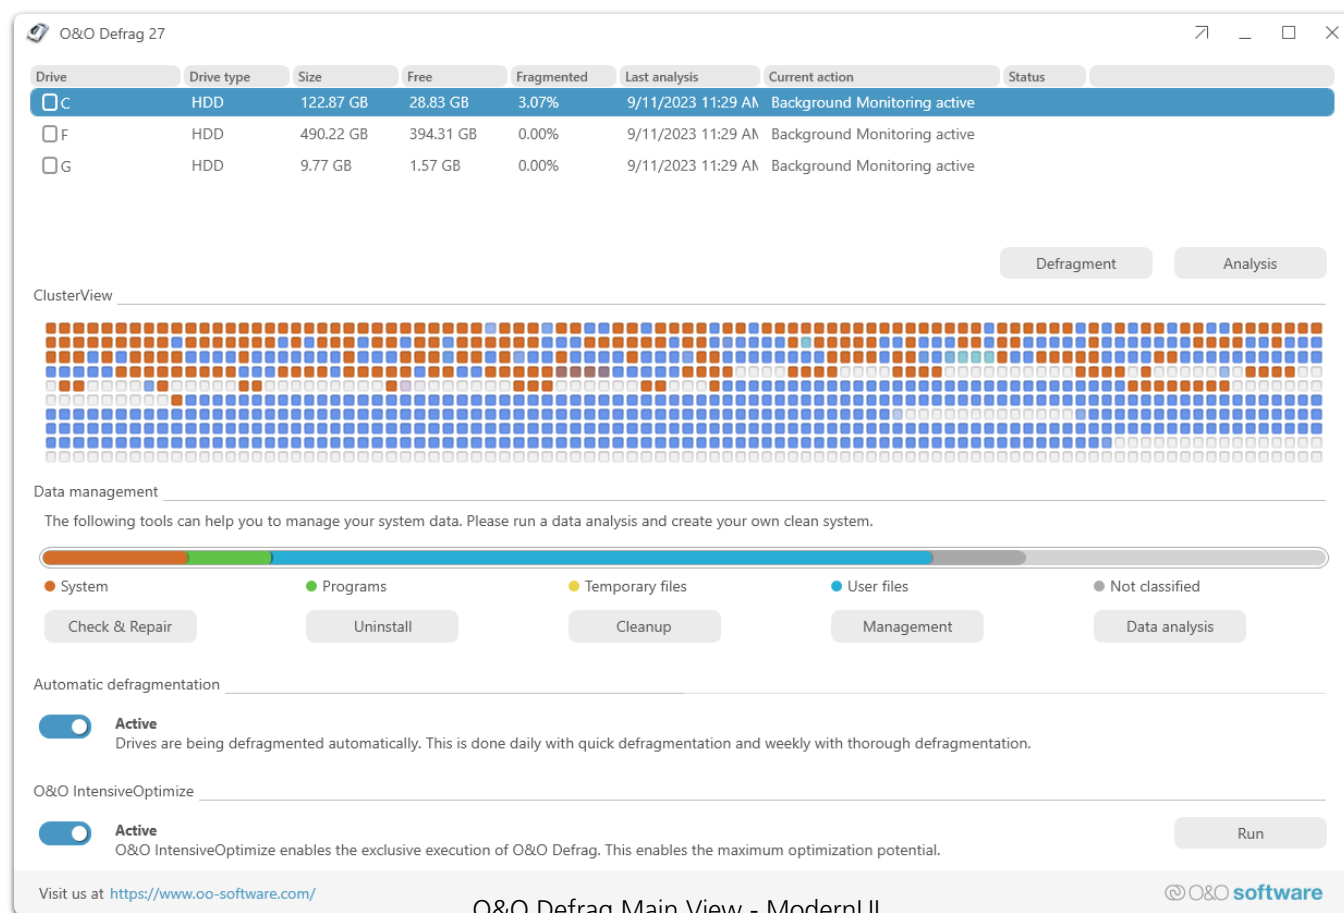 O&O Defrag 27
Drive Drive type Size Free Fragmented Last analysis Current action Status
C HDD 122.87 GB 28.83 GB 3.07% 9/11/2023 11:29 AM Background Monitoring active
F HDD 490.22 GB 394.31 GB 0.00% 9/11/2023 11:29 AM Background Monitoring active
G HDD 9.77 GB 1.57 GB 0.00% 9/11/2023 11:29 AM Background Monitoring active
Defragment Analysis
ClusterView
Data management
The following tools can help you to manage your system data. Please run a data analysis and create your own clean system.
System Programs Temporary files User files Not classified
Check & Repair Uninstall Cleanup Management Data analysis
Automatic defragmentation
Active
Drives are being defragmented automatically. This is done daily with quick defragmentation and weekly with thorough defragmentation.
O&O IntensiveOptimize
Active
Run
O&O IntensiveOptimize enables the exclusive execution of O&O Defrag. This enables the maximum optimization potential.
Visit us at https://www.oo-software.com/ O&O software
O&O Defrag Main View - ModernUI